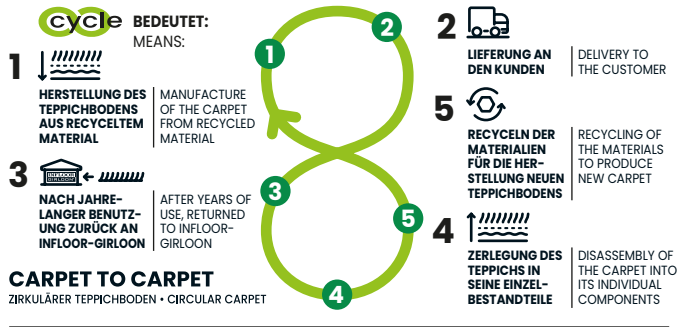 cycle BEDEUTET:
MEANS:
1
HERSTELLUNG DES
TEPPICHBODENS
AUS RECYCELTEM
MATERIAL
MANUFACTURE
OF THE CARPET
FROM RECYCLED
MATERIAL
3
INFLOOR
GIRLOON
NACH JAHRE-
LANGER BENUTZ-
UNG ZURÜCK AN
INFLOOR-GIRLOON
AFTER YEARS OF
USE, RETURNED
TO INFLOOR-
GIRLOON
CARPET TO CARPET
ZIRKULÄRER TEPPICHBODEN • CIRCULAR CARPET
1
2
3
5
4
2
LIEFERUNG AN
DEN KUNDEN
DELIVERY TO
THE CUSTOMER
5
RECYCELN DER
MATERIALIEN
FÜR DIE HER-
STELLUNG NEUEN
TEPPICHBODENS
RECYCLING OF
THE MATERIALS
TO PRODUCE
NEW CARPET
4
ZERLEGUNG DES
TEPPICHS IN
SEINE EINZEL-
BESTANDTEILE
DISASSEMBLY OF
THE CARPET INTO
ITS INDIVIDUAL
COMPONENTS